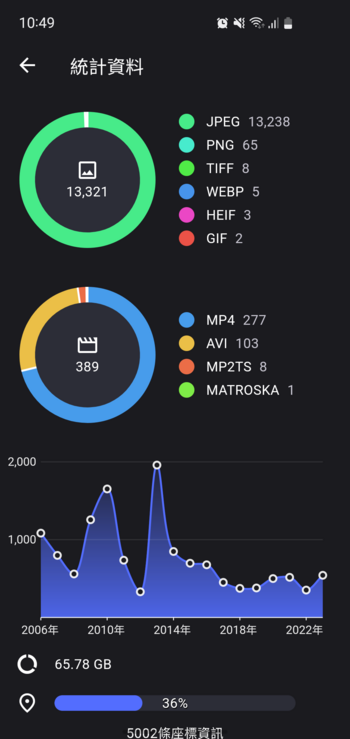 10:49
統計資料
JPEG 13,238
PNG 65
TIFF 8
WEBP 5
HEIF 3
GIF 2
13,321
MP4 277
AVI 103
MP2TS 8
MATROSKA 1
389
2,000
1,000
2006年 2010年 2014年 2018年 2022年
65.78 GB
36%
5002條座標資訊